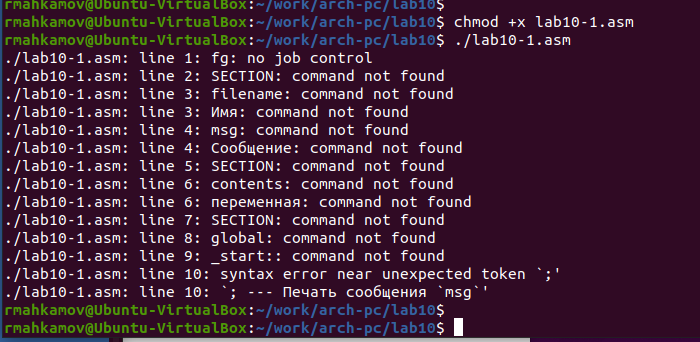 rmahkamov@Ubuntu-VirtualBox:~/work/arch-pc/lab10$
rmahkamov@Ubuntu-VirtualBox:~/work/arch-pc/lab10$ chmod +x lab10-1.asm
rmahkamov@Ubuntu-VirtualBox:~/work/arch-pc/lab10$ ./lab10-1.asm
./lab10-1.asm: line 1: fg: no job control
./lab10-1.asm: line 2: SECTION: command not found
./lab10-1.asm: line 3: filename: command not found
./lab10-1.asm: line 3: Имя: command not found
./lab10-1.asm: line 4: msg: command not found
./lab10-1.asm: line 4: Сообщение: command not found
./lab10-1.asm: line 5: SECTION: command not found
./lab10-1.asm: line 6: contents: command not found
./lab10-1.asm: line 6: переменная: command not found
./lab10-1.asm: line 7: SECTION: command not found
./lab10-1.asm: line 8: global: command not found
./lab10-1.asm: line 9: _start:: command not found
./lab10-1.asm: line 10: syntax error near unexpected token `;'
./lab10-1.asm: line 10: `; --- Печать сообщения `msg`'
rmahkamov@Ubuntu-VirtualBox:~/work/arch-pc/lab10$
rmahkamov@Ubuntu-VirtualBox:~/work/arch-pc/lab10$